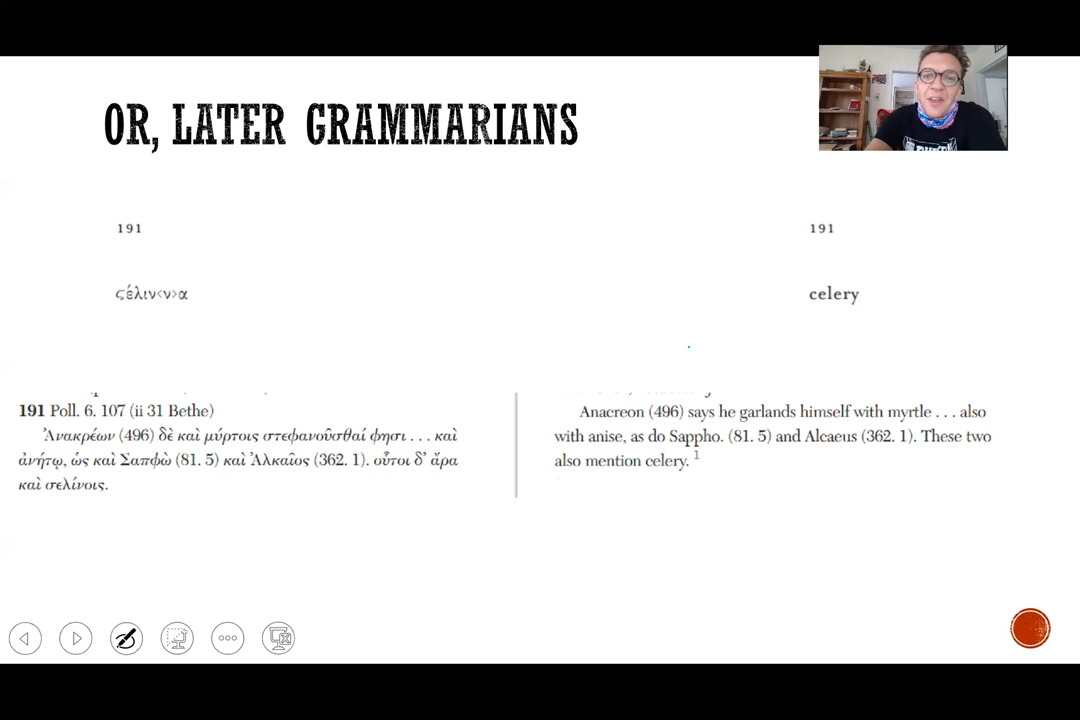 OR, LATER GRAMMARIANS
191
191
ϛέλιν<ν>α
celery
191 Poll. 6. 107 (ii 31 Bethe)
Ἀνακρέων (496) δὲ καὶ μύρτοις στεφανοῦσθαί φησι . . . καὶ
ἀνήτῳ, ὡς καὶ Σαπφὼ (81. 5) καὶ Ἀλκαῖος (362. 1). οὗτοι δ’ ἄρα
καὶ σελίνοις.
Anacreon (496) says he garlands himself with myrtle . . . also
with anise, as do Sappho. (81. 5) and Alcaeus (362. 1). These two
also mention celery. 1